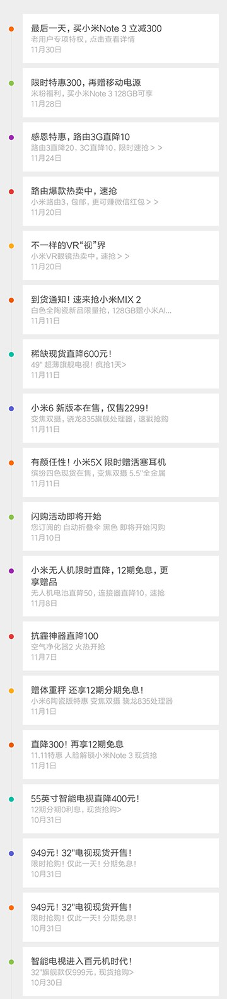 最后一天，买小米Note 3 立减300
老用户专项特权，点击查看详情
11月30日
限时特惠300，再赠移动电源
米粉福利，买小米Note 3 128GB可享
11月28日
感恩特惠，路由3G直降10
路由3直降20，3C直降10，限时速抢＞＞
11月24日
路由爆款热卖中，速抢
小米路由3，包邮，更可赚微信红包＞＞
11月20日
不一样的VR“视”界
小米VR眼镜热卖中，速抢＞＞
11月20日
到货通知！速来抢小米MIX 2
白色全陶瓷新品限量抢，128GB赠小米AI...
11月11日
稀缺现货直降600元！
49" 超薄旗舰电视！疯抢1天>
11月11日
小米6 新版本在售，仅售2299！
变焦双摄，骁龙835旗舰处理器，速戳抢购
11月11日
有颜任性！小米5X 限时赠活塞耳机
缤纷四色现货在售，变焦双摄 5.5"全金属
11月11日
闪购活动即将开始
您订阅的 自动折叠伞 黑色 即将开始闪购
11月10日
小米无人机限时直降，12期免息，更
享赠品
无人机电池直降50，连接器直降10，速抢
11月8日
抗霾神器直降100
空气净化器2 火热开抢
11月7日
赠体重秤 还享12期分期免息！
小米6陶瓷版特惠 变焦双摄 骁龙835处理器
11月1日
直降300！再享12期免息
11.11特惠 人脸解锁小米Note 3 现货抢
11月1日
55英寸智能电视直降400元！
12期分期0利息，现货抢购>
10月31日
949元！32"电视现货开售！
限时抢购！仅此一天！分期免息！
10月31日
949元！32"电视现货开售！
限时抢购！仅此一天！分期免息！
10月31日
智能电视进入百元机时代！
32"旗舰款仅999元，现货抢购>
10月30日